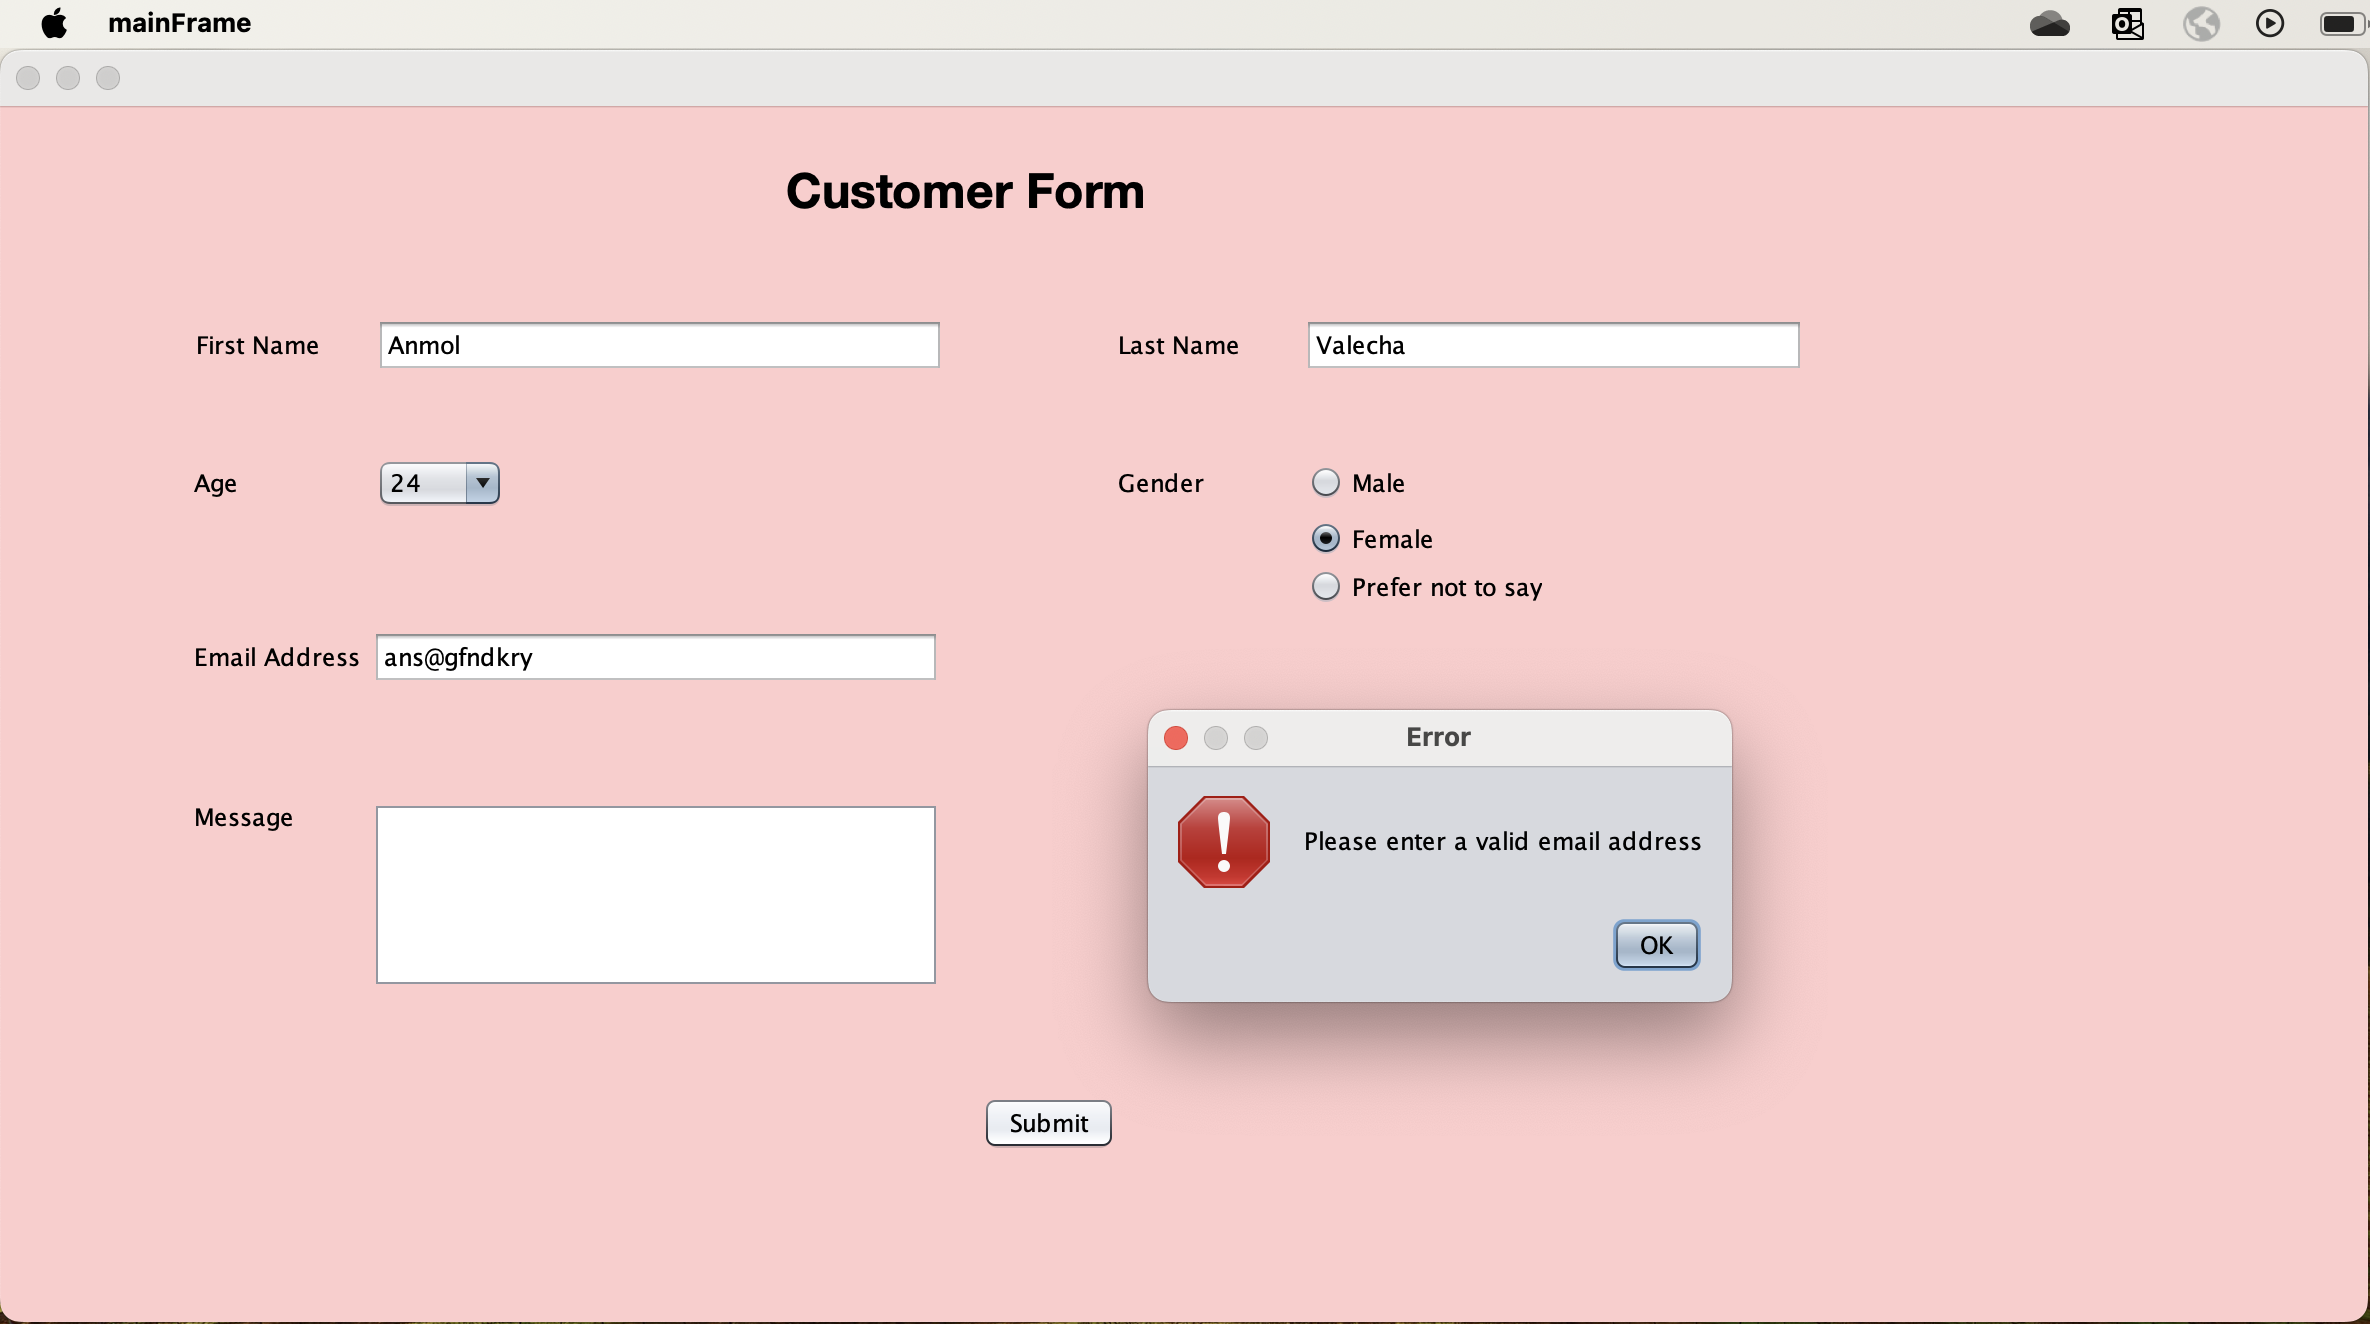 mainFrame
Customer Form
First Name Anmol Last Name Valecha
Age 24 Gender Male
Female
Prefer not to say
Email Address ans@gfndkry
Error
Message
Please enter a valid email address
OK
Submit